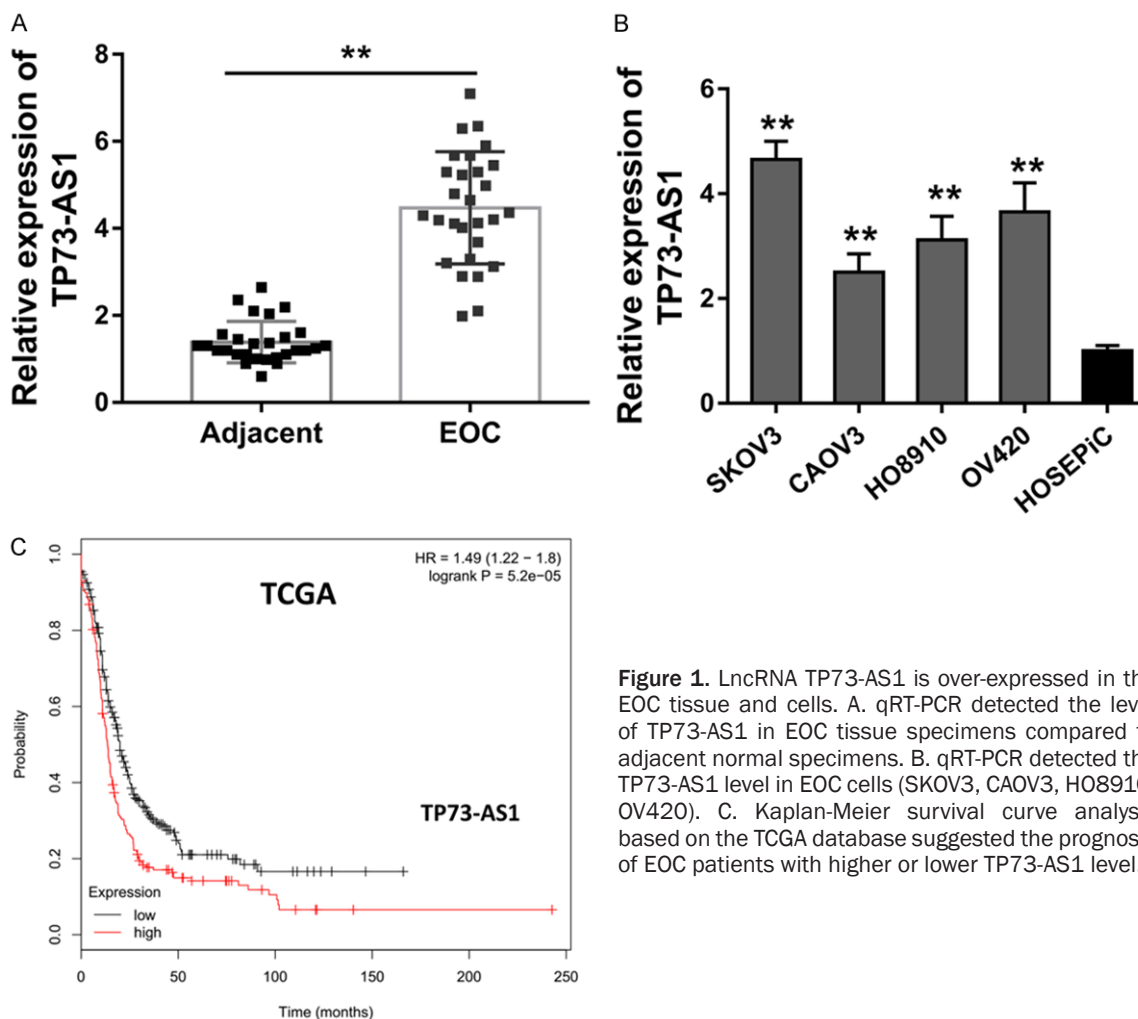 A
Relative expression of
TP73-AS1
8
6
4
2
0
**
Adjacent
EOC
B
Relative expression of
TP73-AS1
6
4
2
0
**
**
**
**
SKOV3
CAOV3
HO8910
OV420
HOSEPiC
C
HR = 1.49 (1.22 − 1.8)
logrank P = 5.2e−05
TCGA
TP73-AS1
Probability
1.0
0.8
0.6
0.4
0.2
0.0
Expression
low
high
0
50
100
150
200
250
Time (months)
Figure 1. LncRNA TP73-AS1 is over-expressed in
EOC tissue and cells. A. qRT-PCR detected the
of TP73-AS1 in EOC tissue specimens compared
adjacent normal specimens. B. qRT-PCR detected
TP73-AS1 level in EOC cells (SKOV3, CAOV3, HO8910
OV420). C. Kaplan-Meier survival curve
based on the TCGA database suggested the
of EOC patients with higher or lower TP73-AS1 level